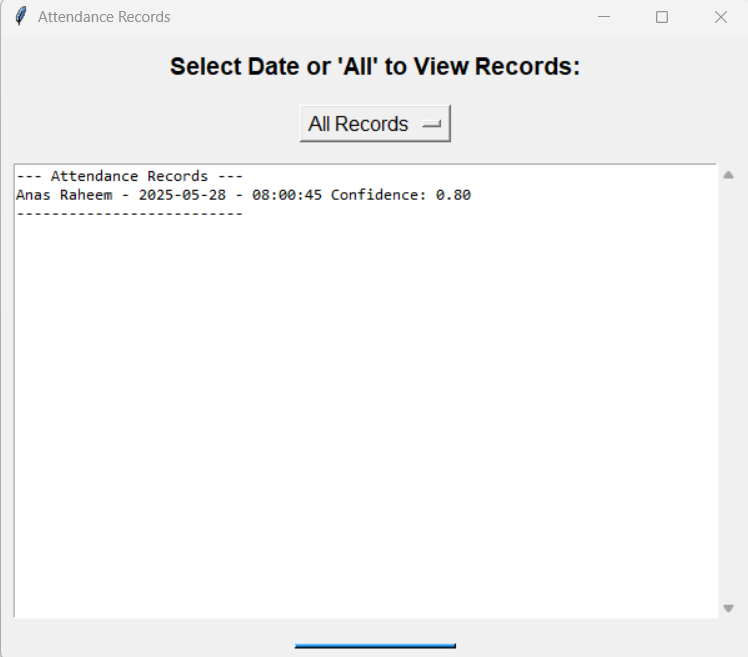 Attendance Records
Select Date or 'All' to View Records:
All Records
--- Attendance Records ---
Anas Raheem - 2025-05-28 - 08:00:45 Confidence: 0.80
--------------------------